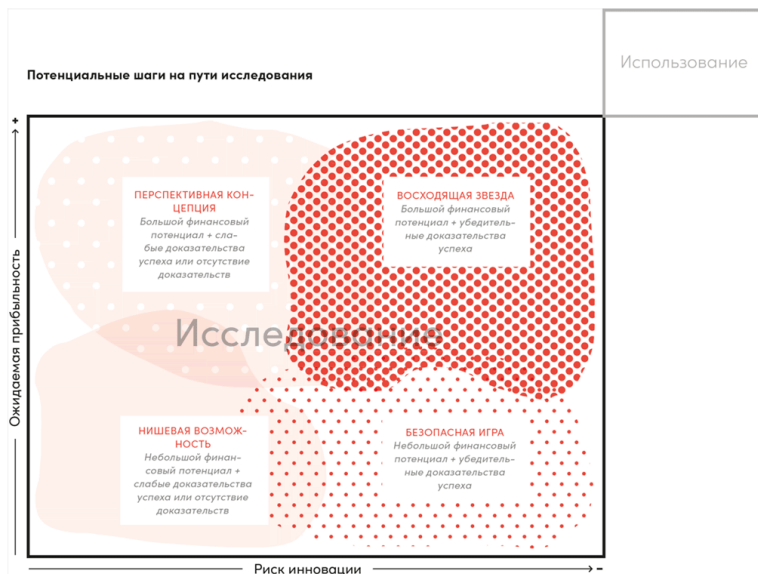 Использование
Потенциальные шаги на пути исследования
+
Ожидаемая прибыльность
ПЕРСПЕКТИВНАЯ КОН-
ЦЕПЦИЯ
Большой финансовый
потенциал + сла-
бые доказательства
успеха или отсутствие
доказательств
ВОСХОДЯЩАЯ ЗВЕЗДА
Большой финансовый
потенциал + убедитель-
ные доказательства
успеха
Исследование
НИШЕВАЯ ВОЗМОЖ-
НОСТЬ
Небольшой финан-
совый потенциал +
слабые доказательства
успеха или отсутствие
доказательств
БЕЗОПАСНАЯ ИГРА
Небольшой финансовый
потенциал + убедитель-
ные доказательства
успеха
Риск инновации
-